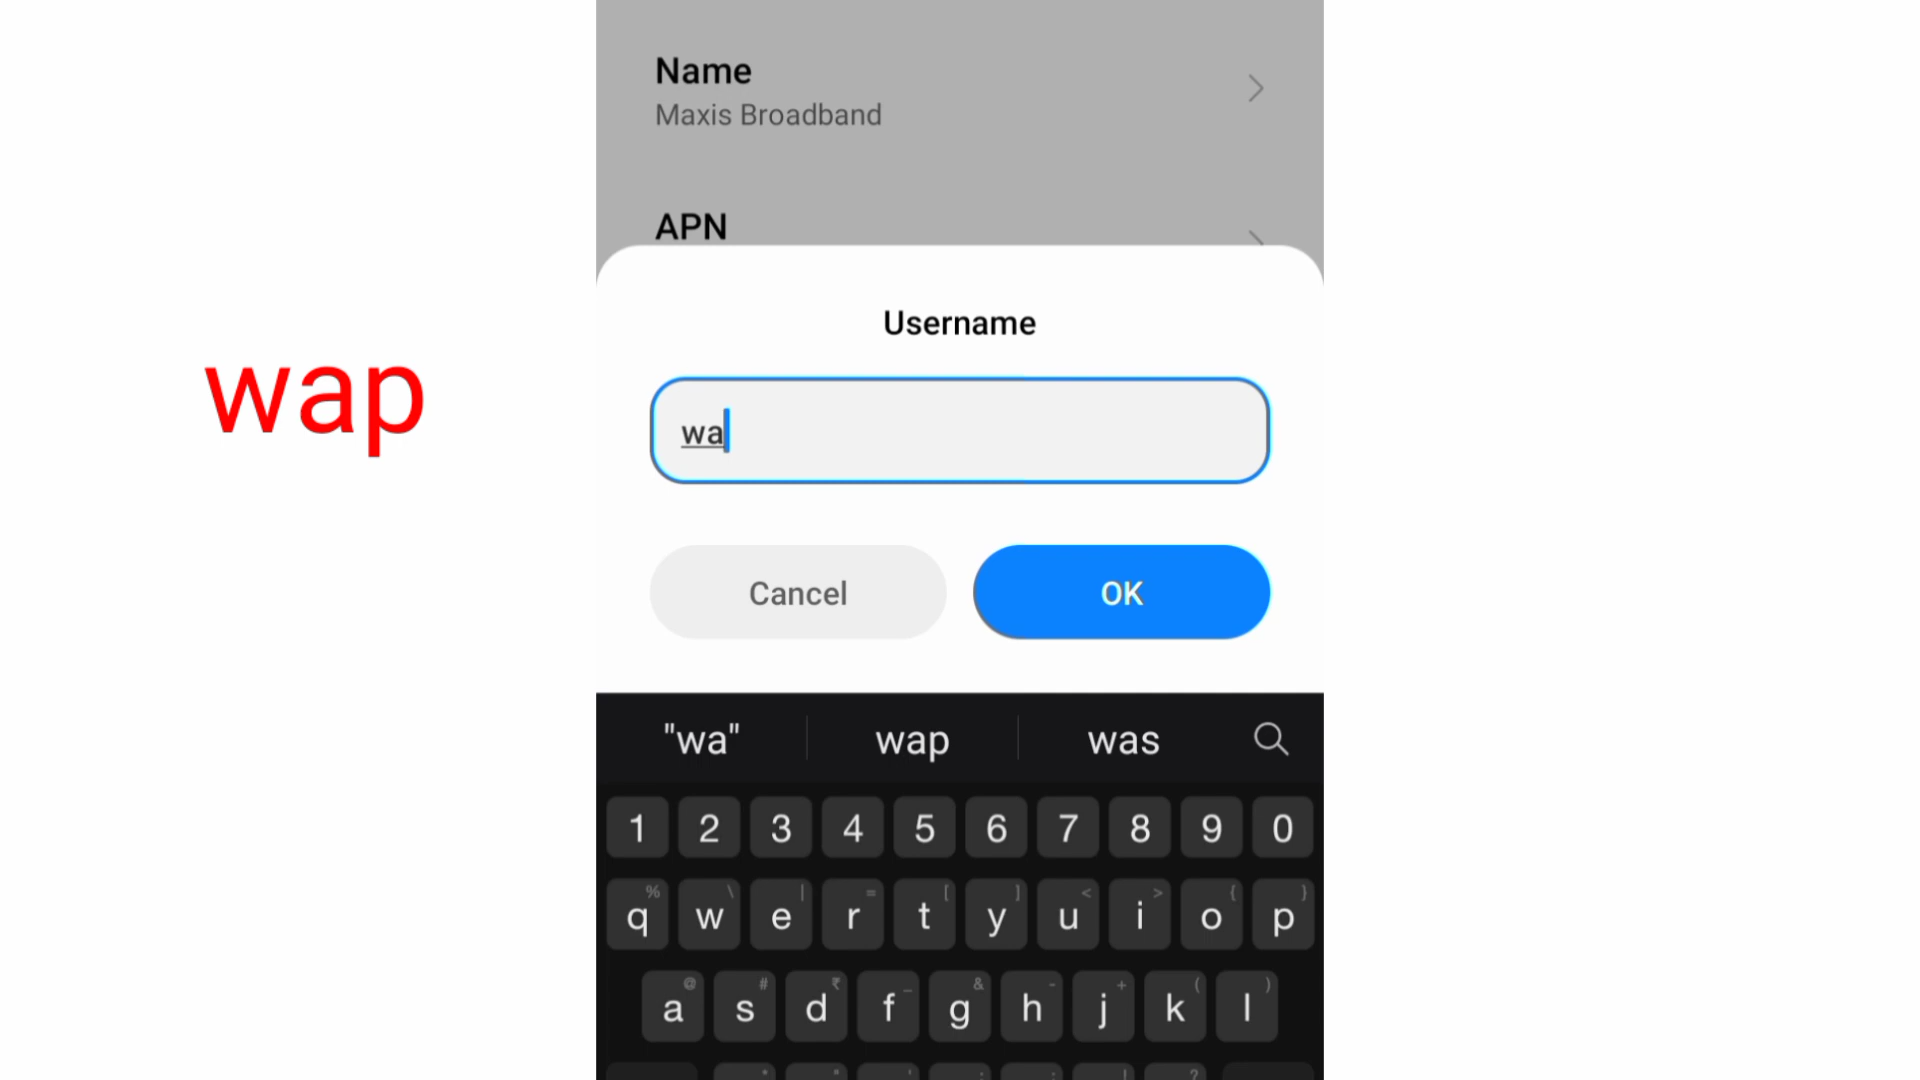 Name
Maxis Broadband
APN
Username
wap
wa
Cancel
OK
"wa" wap was
1 2 3 4 5 6 7 8 9 0
% \ | = [ ] < > { }
q w e r t y u i o p
@ # ₹ _ & - + ( )
a s d f g h j k l